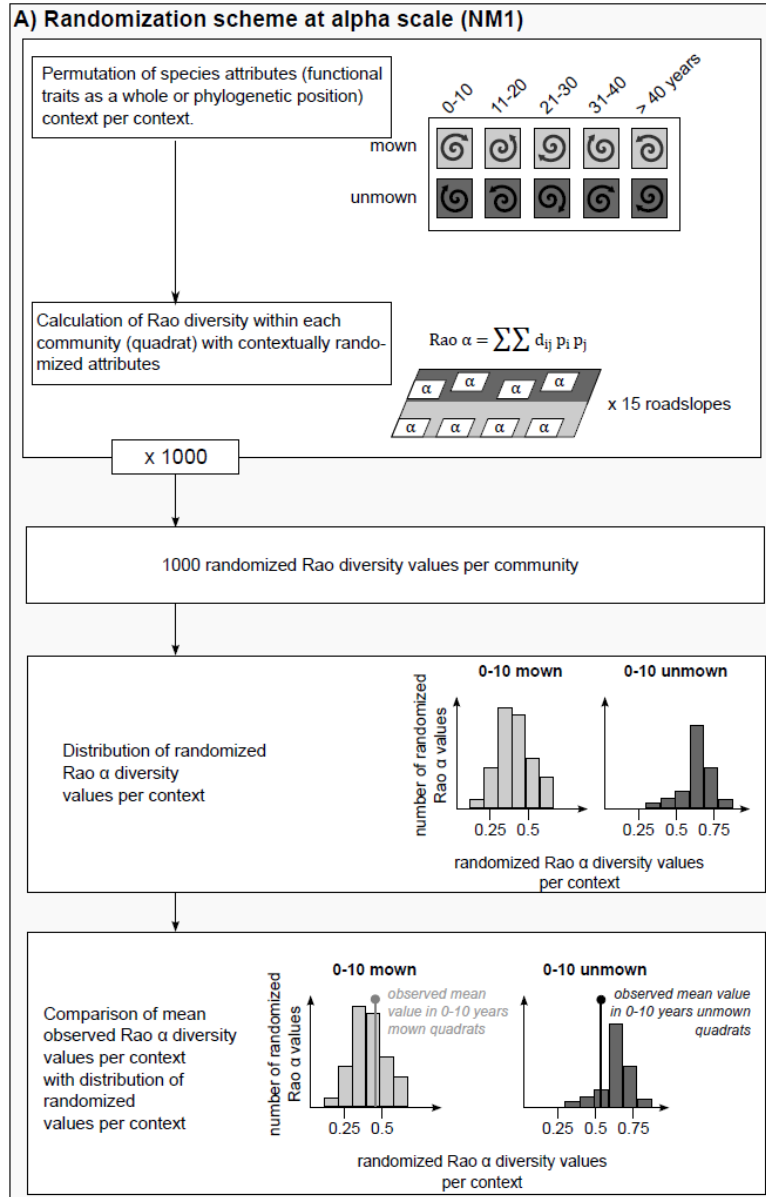 A) Randomization scheme at alpha scale (NM1)
Permutation of species attributes (functional
traits as a whole or phylogenetic position)
context per context.
0-10
11-20
21-30
31-40
> 40 years
mown
unmown
Calculation of Rao diversity within each
community (quadrat) with contextually rando-
mized attributes
Rao α = ∑∑ d_ij p_i p_j
α α α α
α α α α
x 15 roadslopes
x 1000
1000 randomized Rao diversity values per community
Distribution of randomized
Rao α diversity
values per context
0-10 mown
0-10 unmown
number of randomized
Rao α values
0.25 0.5
0.25 0.5 0.75
randomized Rao α diversity values
per context
Comparison of mean
observed Rao α diversity
values per context
with distribution of
randomized
values per context
0-10 mown
0-10 unmown
observed mean
value in 0-10 years
mown quadrats
observed mean value
in 0-10 years unmown
quadrats
number of randomized
Rao α values
0.25 0.5
0.25 0.5 0.75
randomized Rao α diversity values
per context